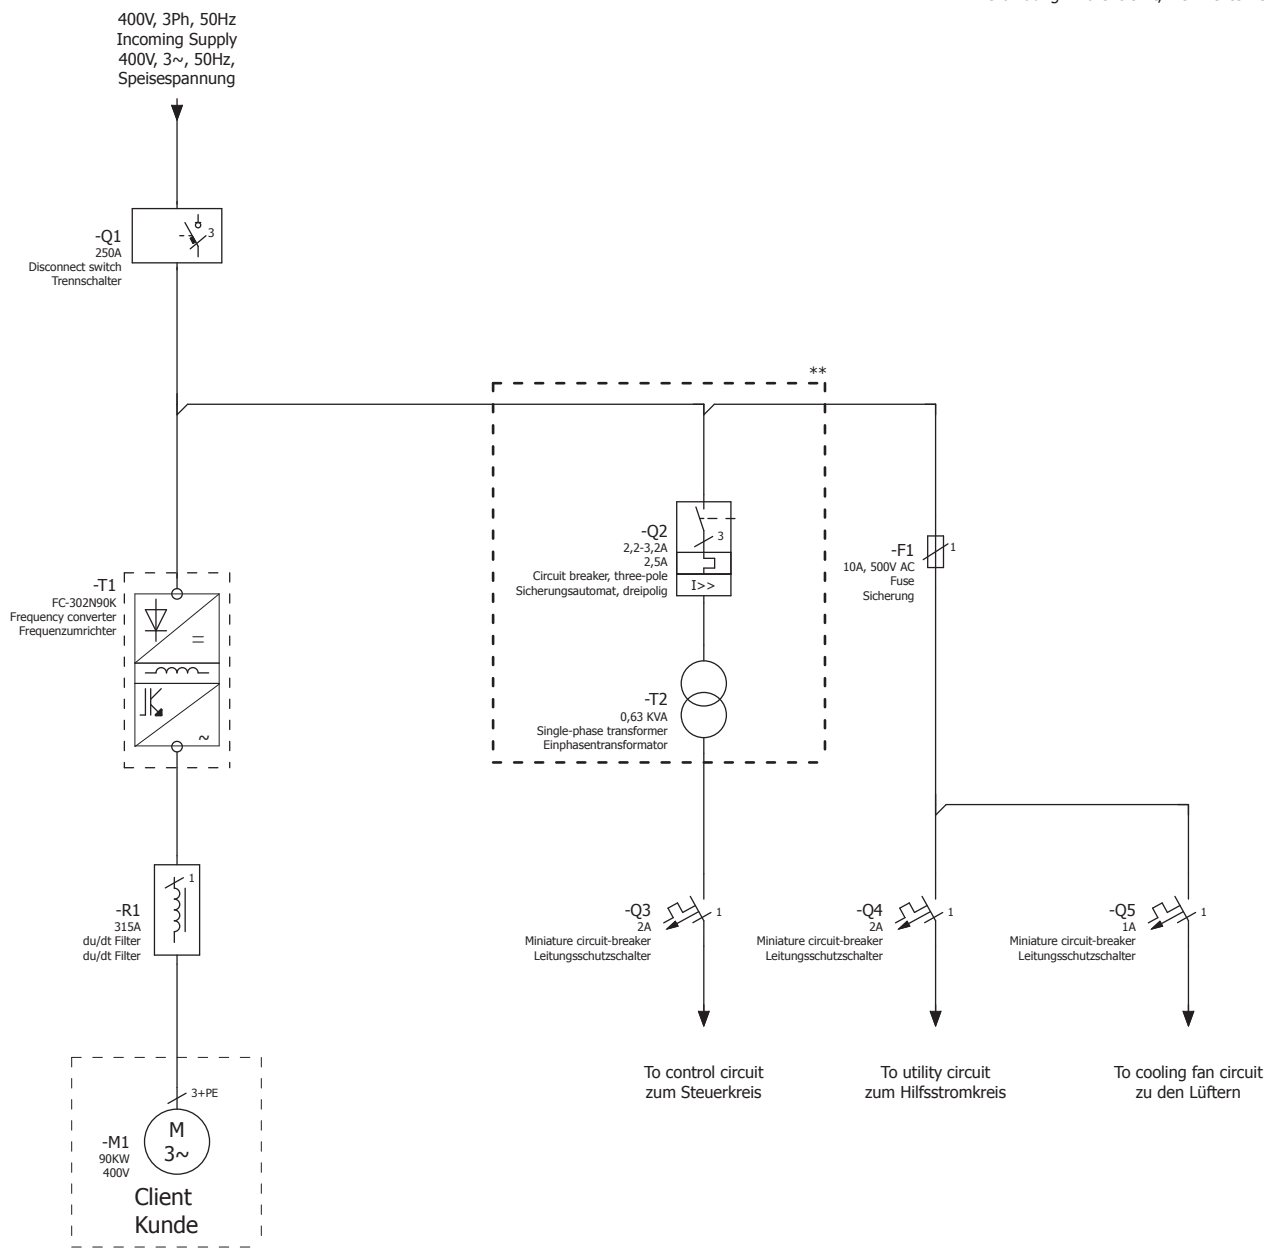 400V, 3Ph, 50Hz
Incoming Supply
400V, 3~, 50Hz,
Speisespannung
-Q1
250A
Disconnect switch
Trennschalter
3
**
-Q2
2,2-3,2A
2,5A
Circuit breaker, three-pole
Sicherungsautomat, dreipolig
3
I>>
-F1
10A, 500V AC
Fuse
Sicherung
1
-T1
FC-302N90K
Frequency converter
Frequenzumrichter
=
~
-T2
0,63 KVA
Single-phase transformer
Einphasentransformator
-R1
315A
du/dt Filter
du/dt Filter
1
-Q3
2A
Miniature circuit-breaker
Leitungsschutzschalter
1
-Q4
2A
Miniature circuit-breaker
Leitungsschutzschalter
1
-Q5
1A
Miniature circuit-breaker
Leitungsschutzschalter
1
To control circuit
zum Steuerkreis
To utility circuit
zum Hilfsstromkreis
To cooling fan circuit
zu den Lüftern
3+PE
-M1
90KW
400V
M
3~
Client
Kunde